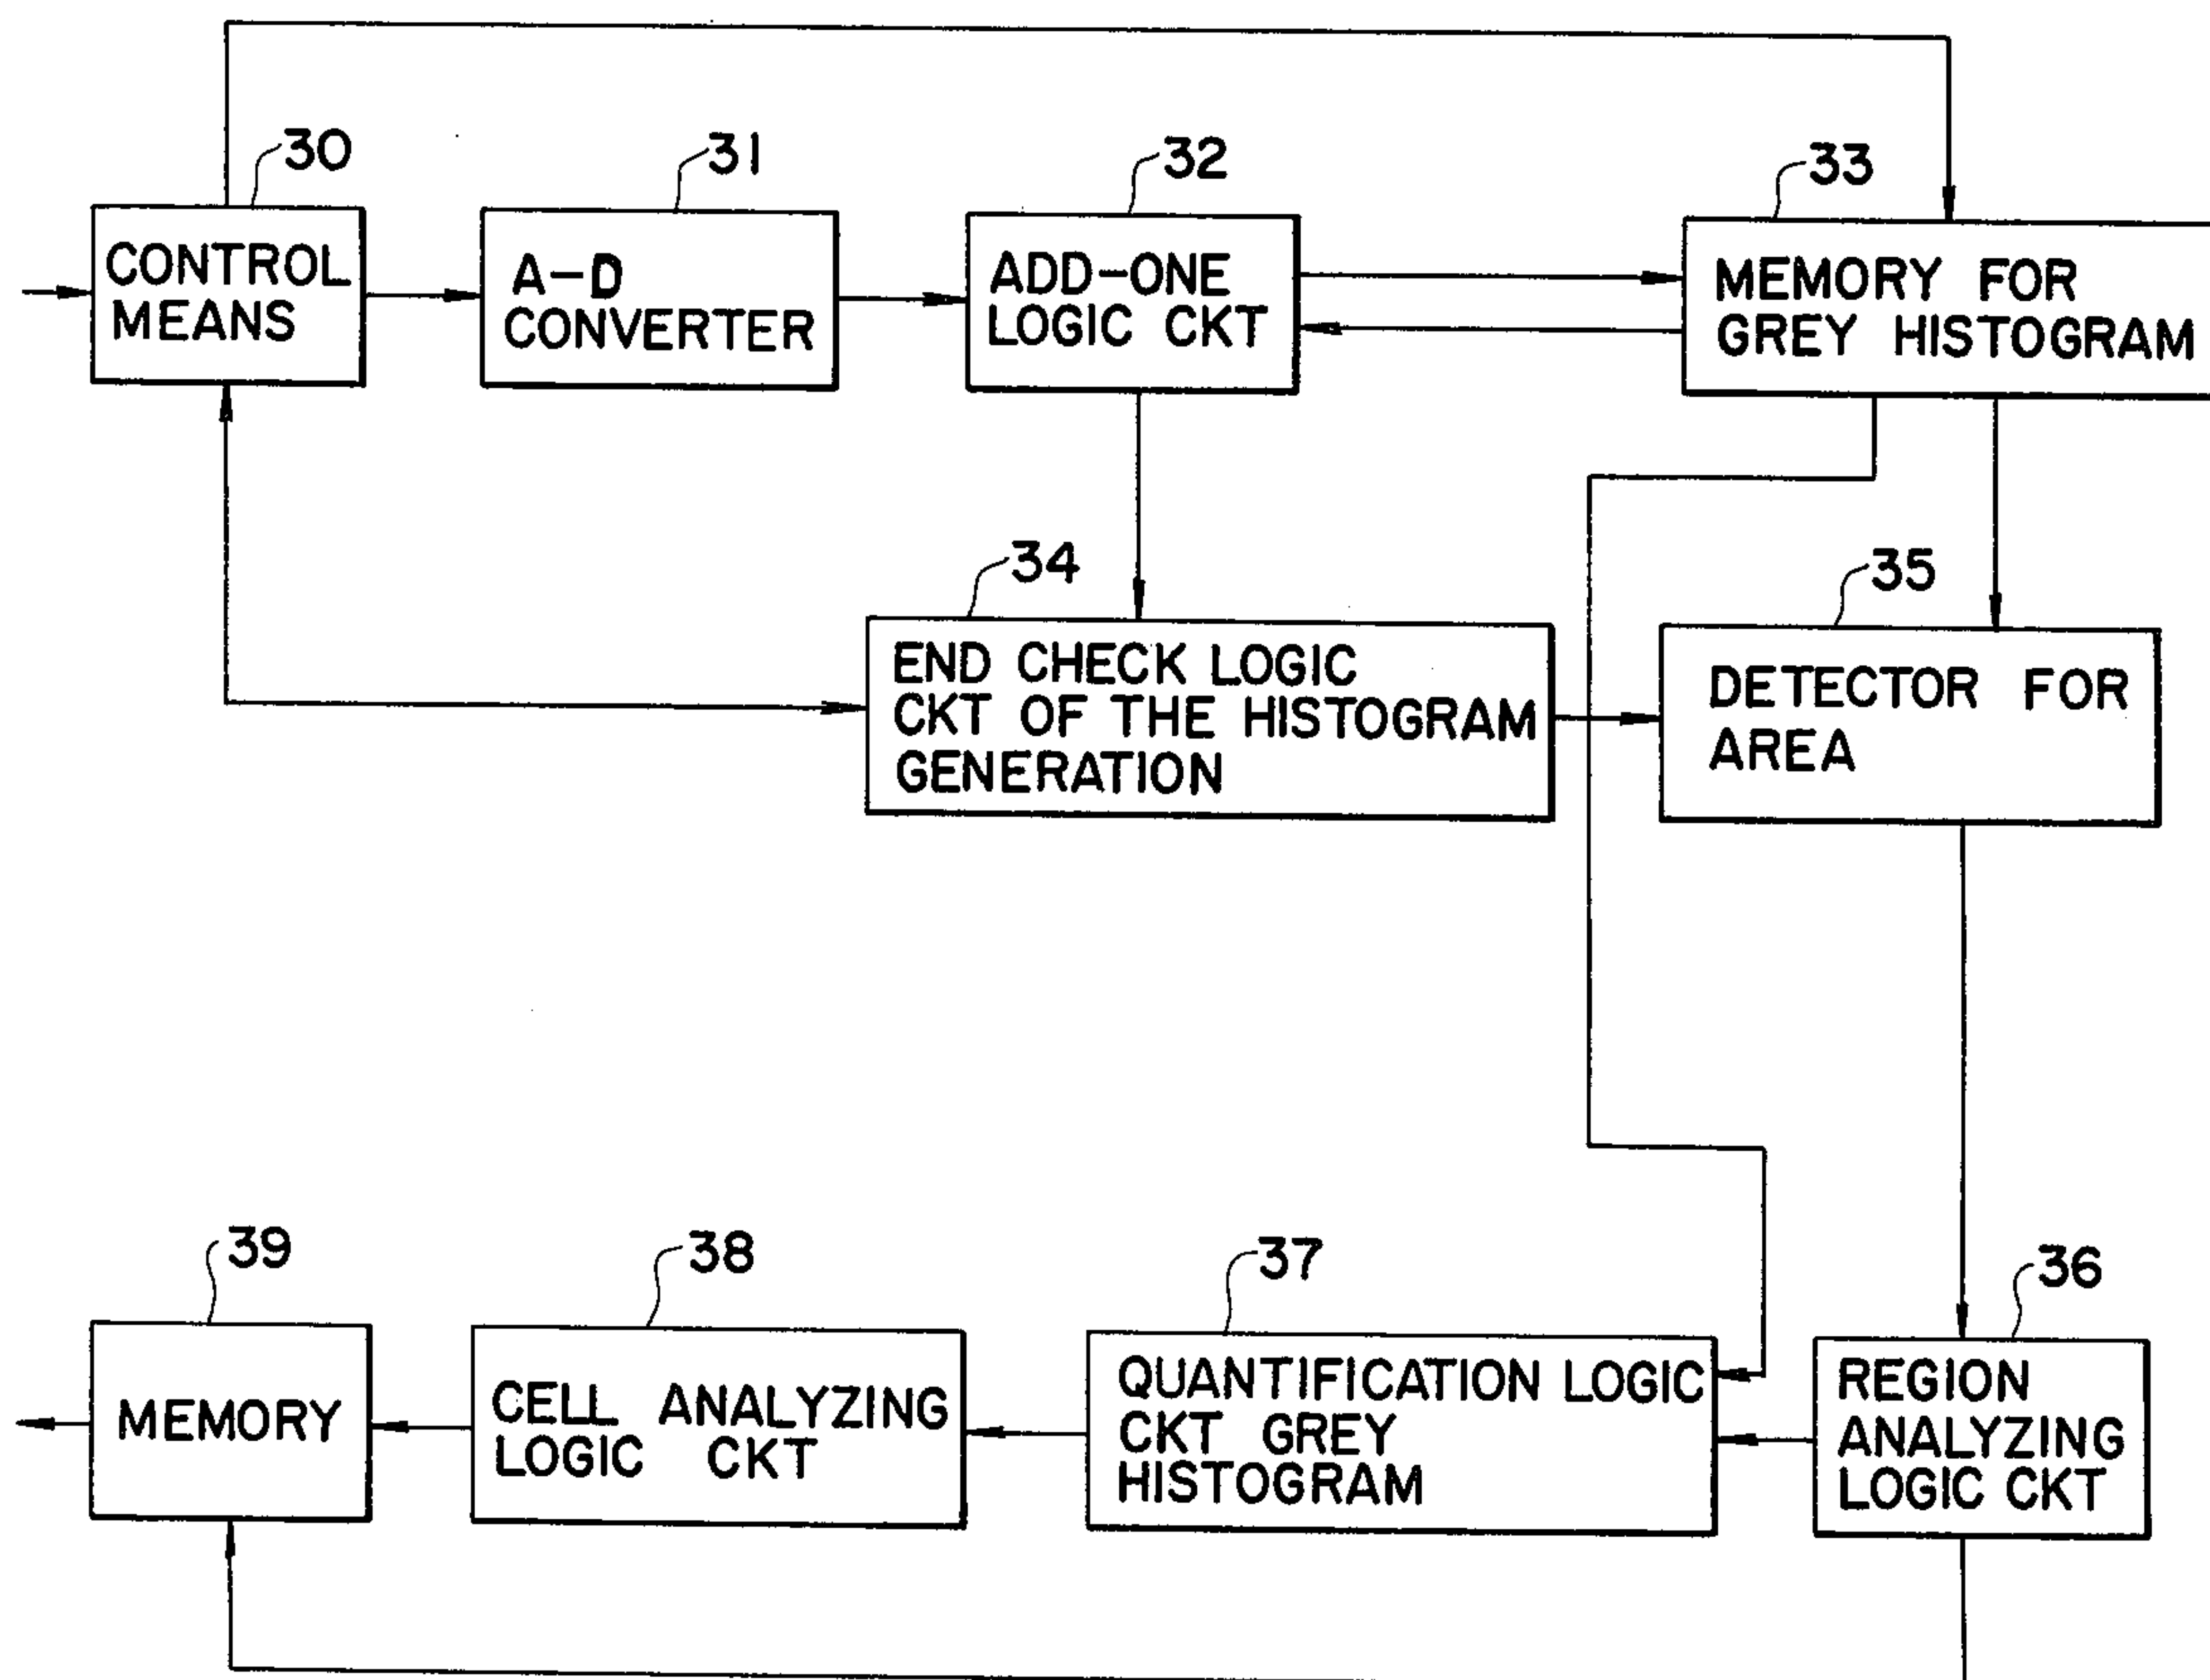 30
31
32
33
CONTROL
MEANS
A-D
CONVERTER
ADD-ONE
LOGIC CKT
MEMORY FOR
GREY HISTOGRAM
34
35
END CHECK LOGIC
CKT OF THE HISTOGRAM
GENERATION
DETECTOR FOR
AREA
39
38
37
36
MEMORY
CELL ANALYZING
LOGIC CKT
QUANTIFICATION LOGIC
CKT GREY
HISTOGRAM
REGION
ANALYZING
LOGIC CKT